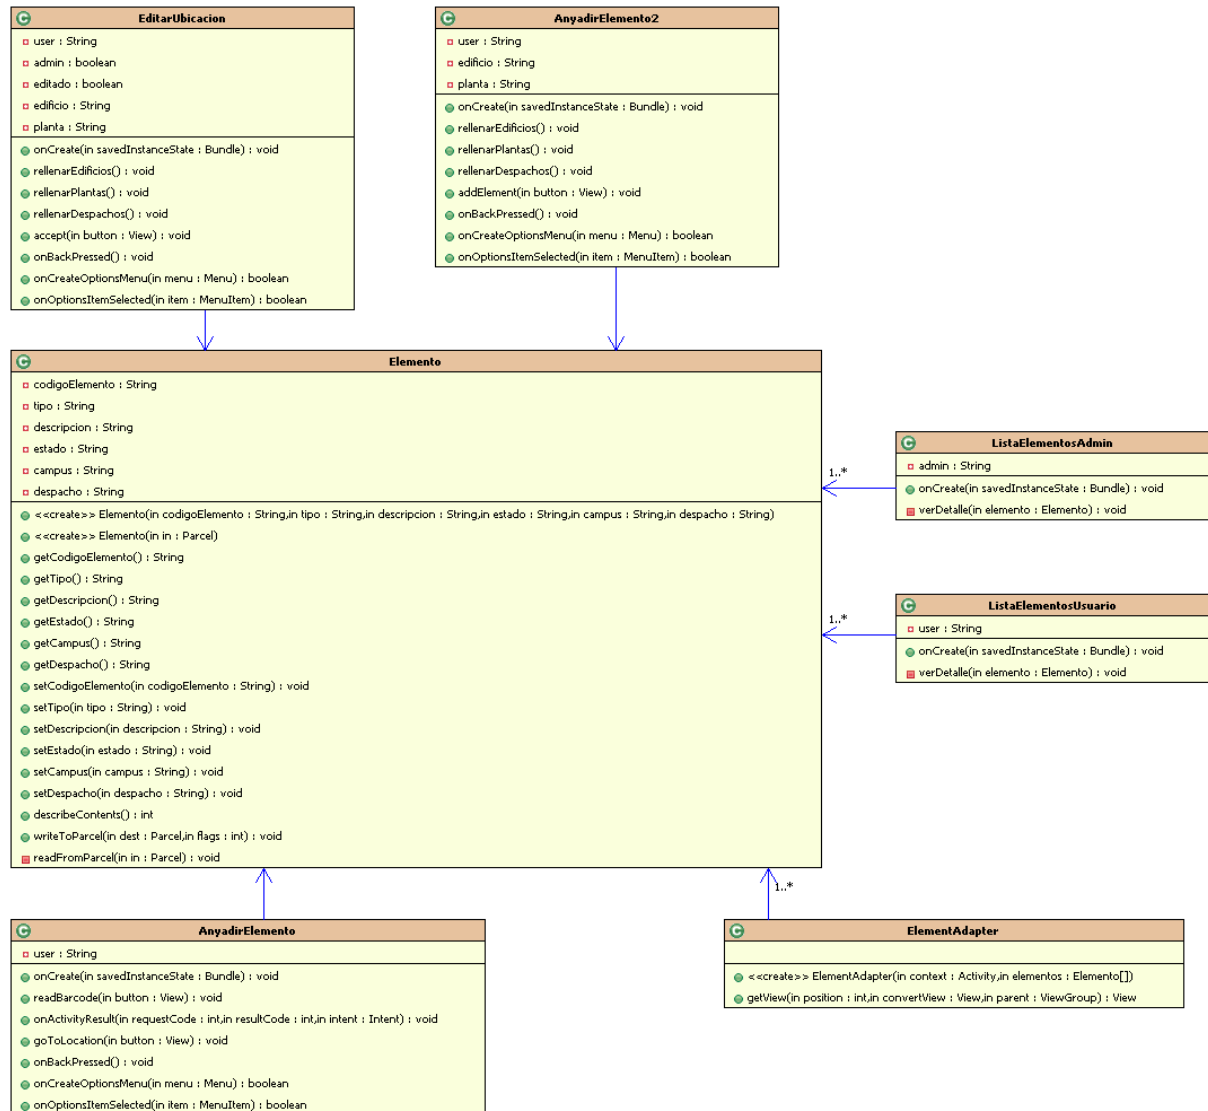 EditarUbicacion
user : String
admin : boolean
editado : boolean
edificio : String
planta : String
onCreate(in savedInstanceState : Bundle) : void
rellenarEdificios() : void
rellenarPlantas() : void
rellenarDespachos() : void
accept(in button : View) : void
onBackPressed() : void
onCreateOptionsMenu(in menu : Menu) : boolean
onOptionsItemSelected(in item : MenuItem) : boolean
AnyadirElemento2
user : String
edificio : String
planta : String
onCreate(in savedInstanceState : Bundle) : void
rellenarEdificios() : void
rellenarPlantas() : void
rellenarDespachos() : void
addElement(in button : View) : void
onBackPressed() : void
onCreateOptionsMenu(in menu : Menu) : boolean
onOptionsItemSelected(in item : MenuItem) : boolean
Elemento
codigoElemento : String
tipo : String
descripcion : String
estado : String
campus : String
despacho : String
<<create>> Elemento(in codigoElemento : String,in tipo : String,in descripcion : String,in estado : String,in campus : String,in despacho : String)
<<create>> Elemento(in in : Parcel)
getCodigoElemento() : String
getTipo() : String
getDescripcion() : String
getEstado() : String
getCampus() : String
getDespacho() : String
setCodigoElemento(in codigoElemento : String) : void
setTipo(in tipo : String) : void
setDescripcion(in descripcion : String) : void
setEstado(in estado : String) : void
setCampus(in campus : String) : void
setDespacho(in despacho : String) : void
describeContents() : int
writeToParcel(in dest : Parcel,in flags : int) : void
readFromParcel(in in : Parcel) : void
1..*
ListaElementosAdmin
admin : String
onCreate(in savedInstanceState : Bundle) : void
verDetalle(in elemento : Elemento) : void
1..*
ListaElementosUsuario
user : String
onCreate(in savedInstanceState : Bundle) : void
verDetalle(in elemento : Elemento) : void
1..*
AnyadirElemento
user : String
onCreate(in savedInstanceState : Bundle) : void
readBarcode(in button : View) : void
onActivityResult(in requestCode : int,in resultCode : int,in intent : Intent) : void
goToLocation(in button : View) : void
onBackPressed() : void
onCreateOptionsMenu(in menu : Menu) : boolean
onOptionsItemSelected(in item : MenuItem) : boolean
ElementAdapter
<<create>> ElementAdapter(in context : Activity,in elementos : Elemento[])
getView(in position : int,in convertView : View,in parent : ViewGroup) : View